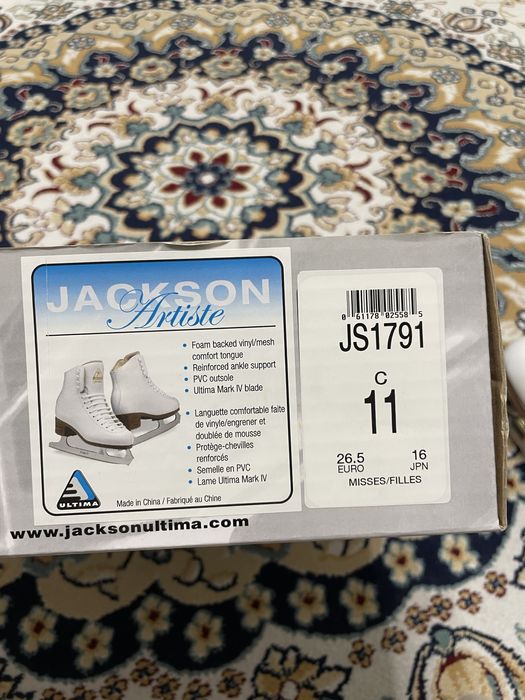 JACKSON
Artiste
• Foam backed vinyl/mesh
comfort tongue
• Reinforced ankle support
• PVC outsole
• Ultima Mark IV blade
• Languette comfortable faite
de vinyle/engrener et
doublée de mousse
• Protège-chevilles
renforcés
• Semelle en PVC
• Lame Ultima Mark IV
ULTIMA
Made in China / Fabriqué au Chine
www.jacksonultima.com
0 61178 02558 5
JS1791
C
11
26.5 16
EURO JPN
MISSES/FILLES